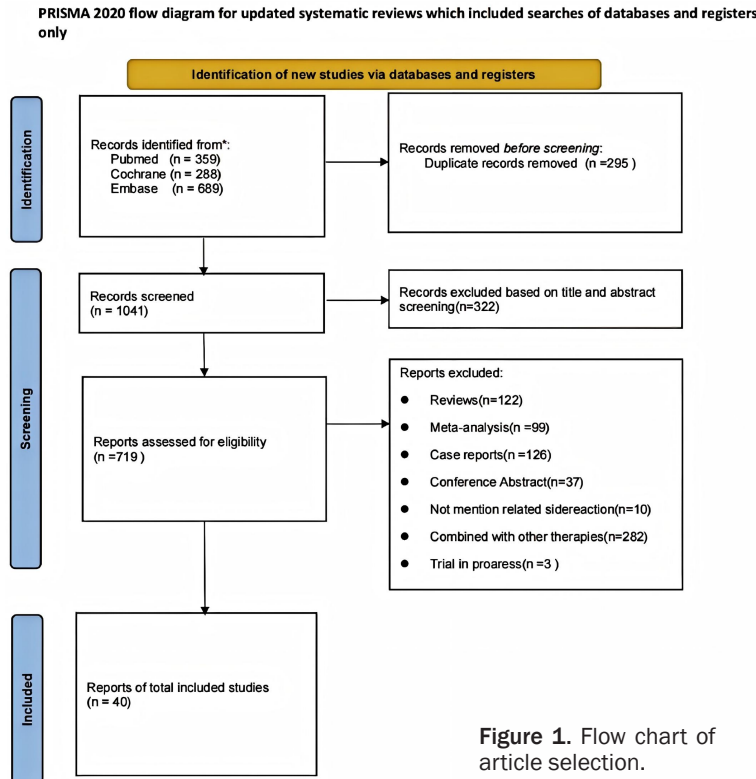 PRISMA 2020 flow diagram for updated systematic reviews which included searches of databases and registers
only
Identification of new studies via databases and registers
Identification
Records identified from*:
Pubmed (n = 359)
Cochrane (n = 288)
Embase (n = 689)
Records removed before screening:
Duplicate records removed (n =295 )
Screening
Records screened
(n = 1041)
Records excluded based on title and abstract
screening(n=322)
Reports assessed for eligibility
(n =719 )
Reports excluded:
● Reviews(n=122)
● Meta-analysis(n =99)
● Case reports(n =126)
● Conference Abstract(n=37)
● Not mention related sidereaction(n=10)
● Combined with other therapies(n=282)
● Trial in proaress(n =3 )
Included
Reports of total included studies
(n = 40)
Figure 1. Flow chart of
article selection.